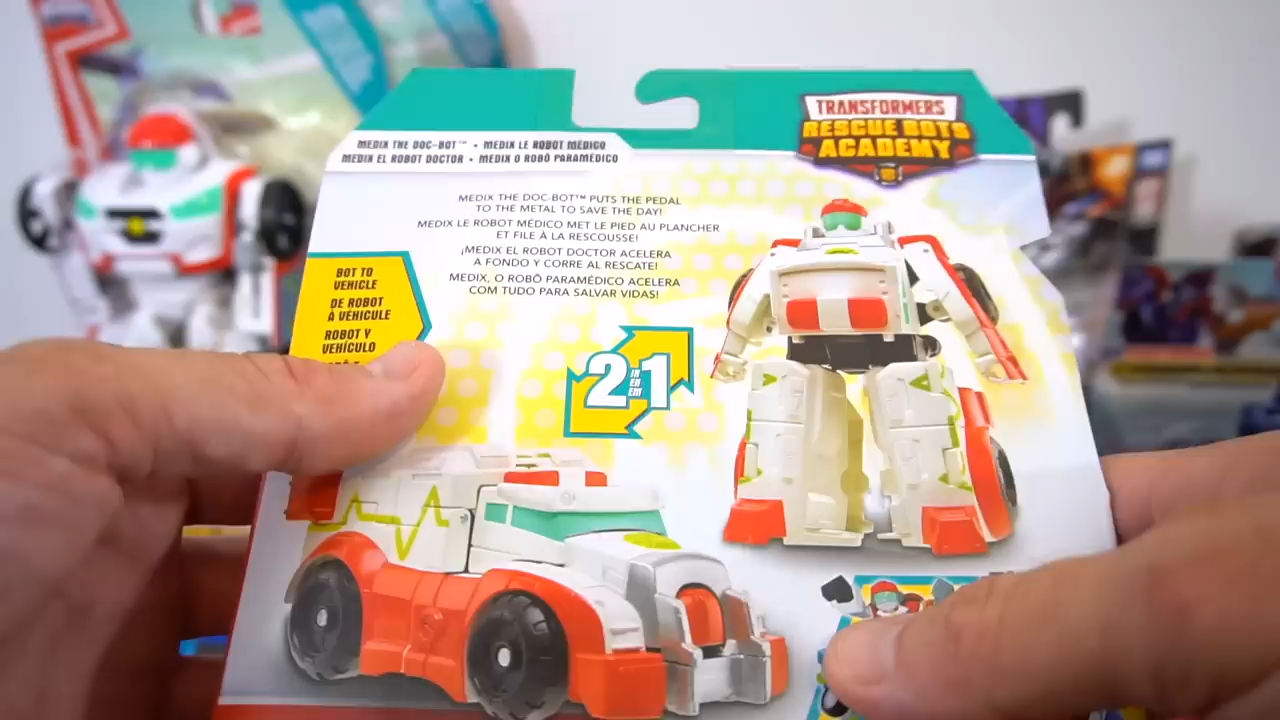 MEDIX THE DOC-BOT™ • MEDIX LE ROBOT MÉDICO
MEDIX EL ROBOT DOCTOR • MEDIX O ROBÔ PARAMÉDICO
TRANSFORMERS
RESCUE BOTS
ACADEMY
MEDIX THE DOC-BOT™ PUTS THE PEDAL
TO THE METAL TO SAVE THE DAY!
MEDIX LE ROBOT MÉDICO MET LE PIED AU PLANCHER
ET FILE À LA RESCOUSSE!
¡MEDIX EL ROBOT DOCTOR ACELERA
A FONDO Y CORRE AL RESCATE!
MEDIX, O ROBÔ PARAMÉDICO ACELERA
COM TUDO PARA SALVAR VIDAS!
BOT TO
VEHICLE
DE ROBOT
À VÉHICULE
ROBOT Y
VEHÍCULO
2 IN EN EM 1